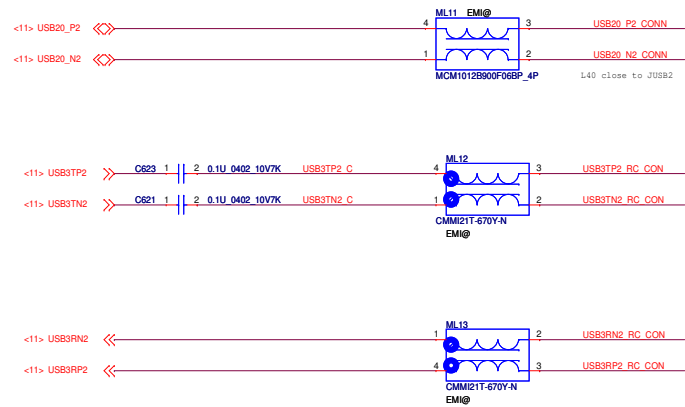 ML11 EMI@
<11> USB20_P2 4 3 USB20_P2_CONN
<11> USB20_N2 1 2 USB20_N2_CONN
MCM1012B900F06BP_4P L40 close to JUSB2
ML12
<11> USB3TP2 C623 1 2 0.1U_0402_10V7K USB3TP2_C 4 3 USB3TP2_RC_CON
<11> USB3TN2 C621 1 2 0.1U_0402_10V7K USB3TN2_C 1 2 USB3TN2_RC_CON
CMMI21T-670Y-N
EMI@
ML13
<11> USB3RN2 1 2 USB3RN2_RC_CON
<11> USB3RP2 4 3 USB3RP2_RC_CON
CMMI21T-670Y-N
EMI@